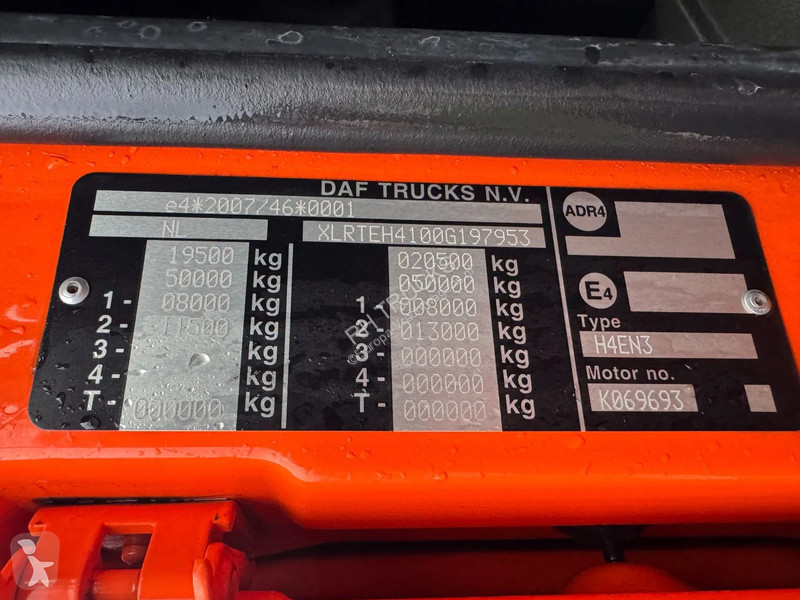 DAF TRUCKS N.V.
e4*2007/46*0001
NL XLRTEH4100G197953
19500 kg 020500 kg
50000 kg 050000 kg
1- 08000 kg 1- 008000 kg
2- 11500 kg 2- 013000 kg
3- kg 3- 000000 kg
4- kg 4- 000000 kg
T- 000000 kg T- 000000 kg
ADR4
E4
Type
H4EN3
Motor no.
K069693